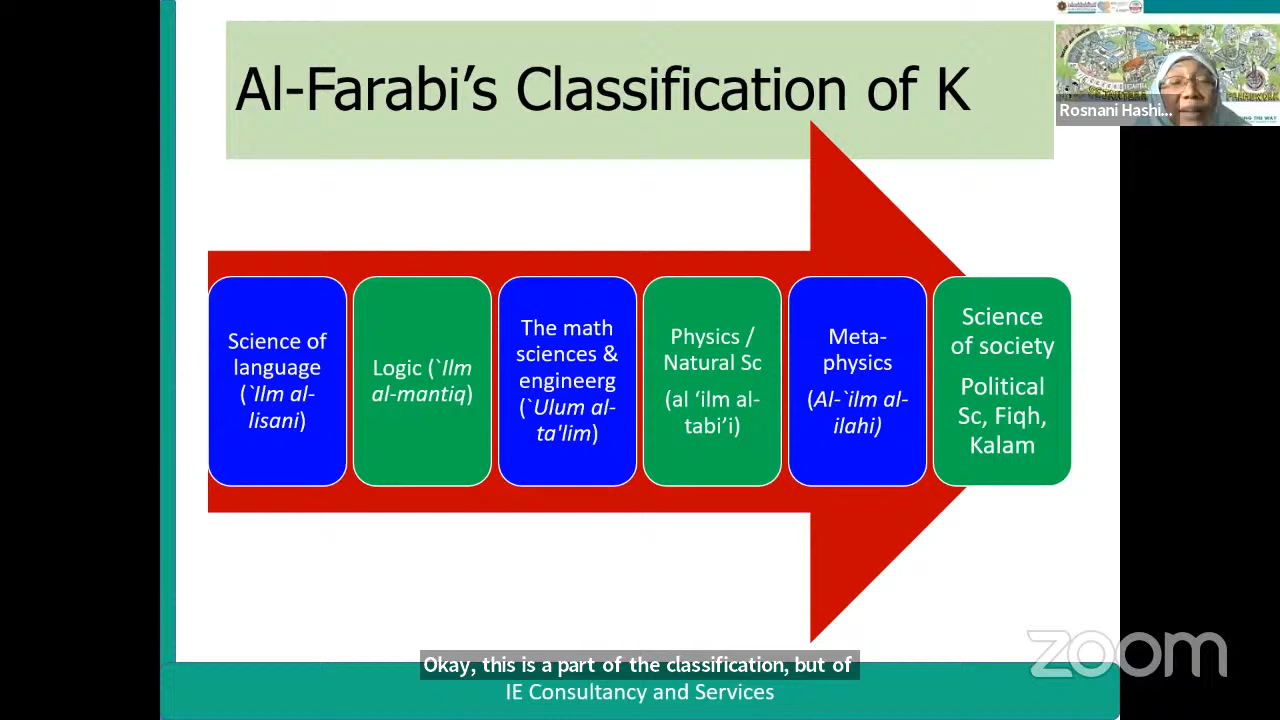 Al-Farabi’s Classification of K
Rosnani Hashi...
Science of
language
(`Ilm al-
lisani)
Logic (`Ilm
al-mantiq)
The math
sciences &
engineerg
(`Ulum al-
ta'lim)
Physics /
Natural Sc
(al ‘ilm al-
tabi’i)
Meta-
physics
(Al-`ilm al-
ilahi)
Science
of society
Political
Sc, Fiqh,
Kalam
zoom
Okay, this is a part of the classification, but of
IE Consultancy and Services